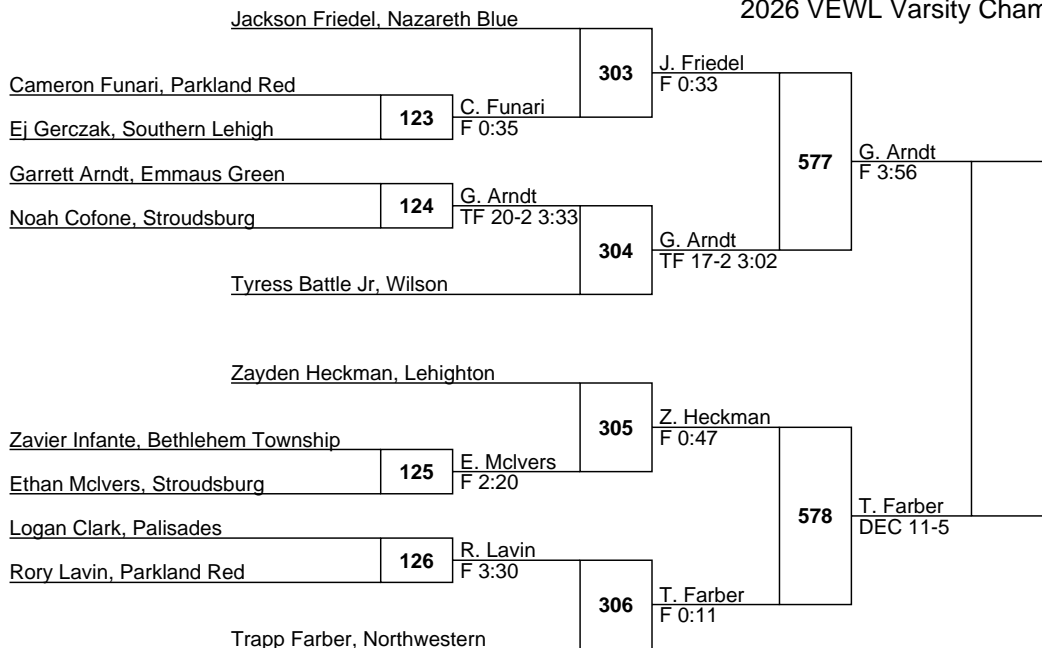 2026 VEWL Varsity Cham
Jackson Friedel, Nazareth Blue
303
J. Friedel
F 0:33
Cameron Funari, Parkland Red
123
C. Funari
F 0:35
Ej Gerczak, Southern Lehigh
577
G. Arndt
F 3:56
Garrett Arndt, Emmaus Green
124
G. Arndt
TF 20-2 3:33
Noah Cofone, Stroudsburg
304
G. Arndt
TF 17-2 3:02
Tyress Battle Jr, Wilson
Zayden Heckman, Lehighton
305
Z. Heckman
F 0:47
Zavier Infante, Bethlehem Township
125
E. McIvers
F 2:20
Ethan McIvers, Stroudsburg
578
T. Farber
DEC 11-5
Logan Clark, Palisades
126
R. Lavin
F 3:30
Rory Lavin, Parkland Red
306
T. Farber
F 0:11
Trapp Farber, Northwestern